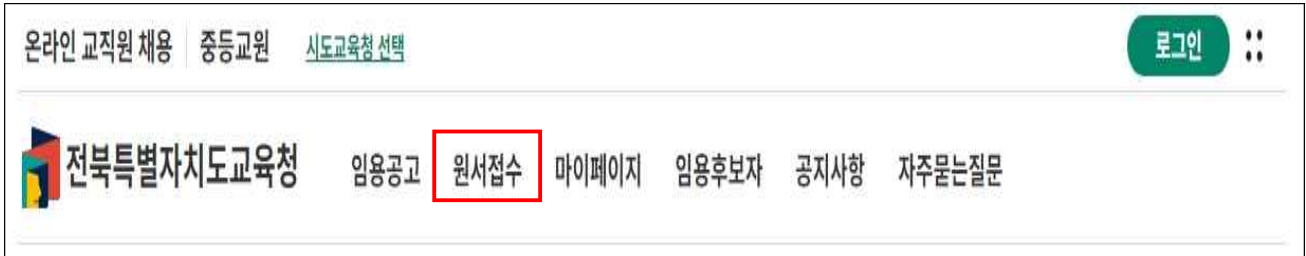 온라인 교직원 채용 중등교원 시도교육청 선택 로그인
전북특별자치도교육청 임용공고 원서접수 마이페이지 임용후보자 공지사항 자주묻는질문